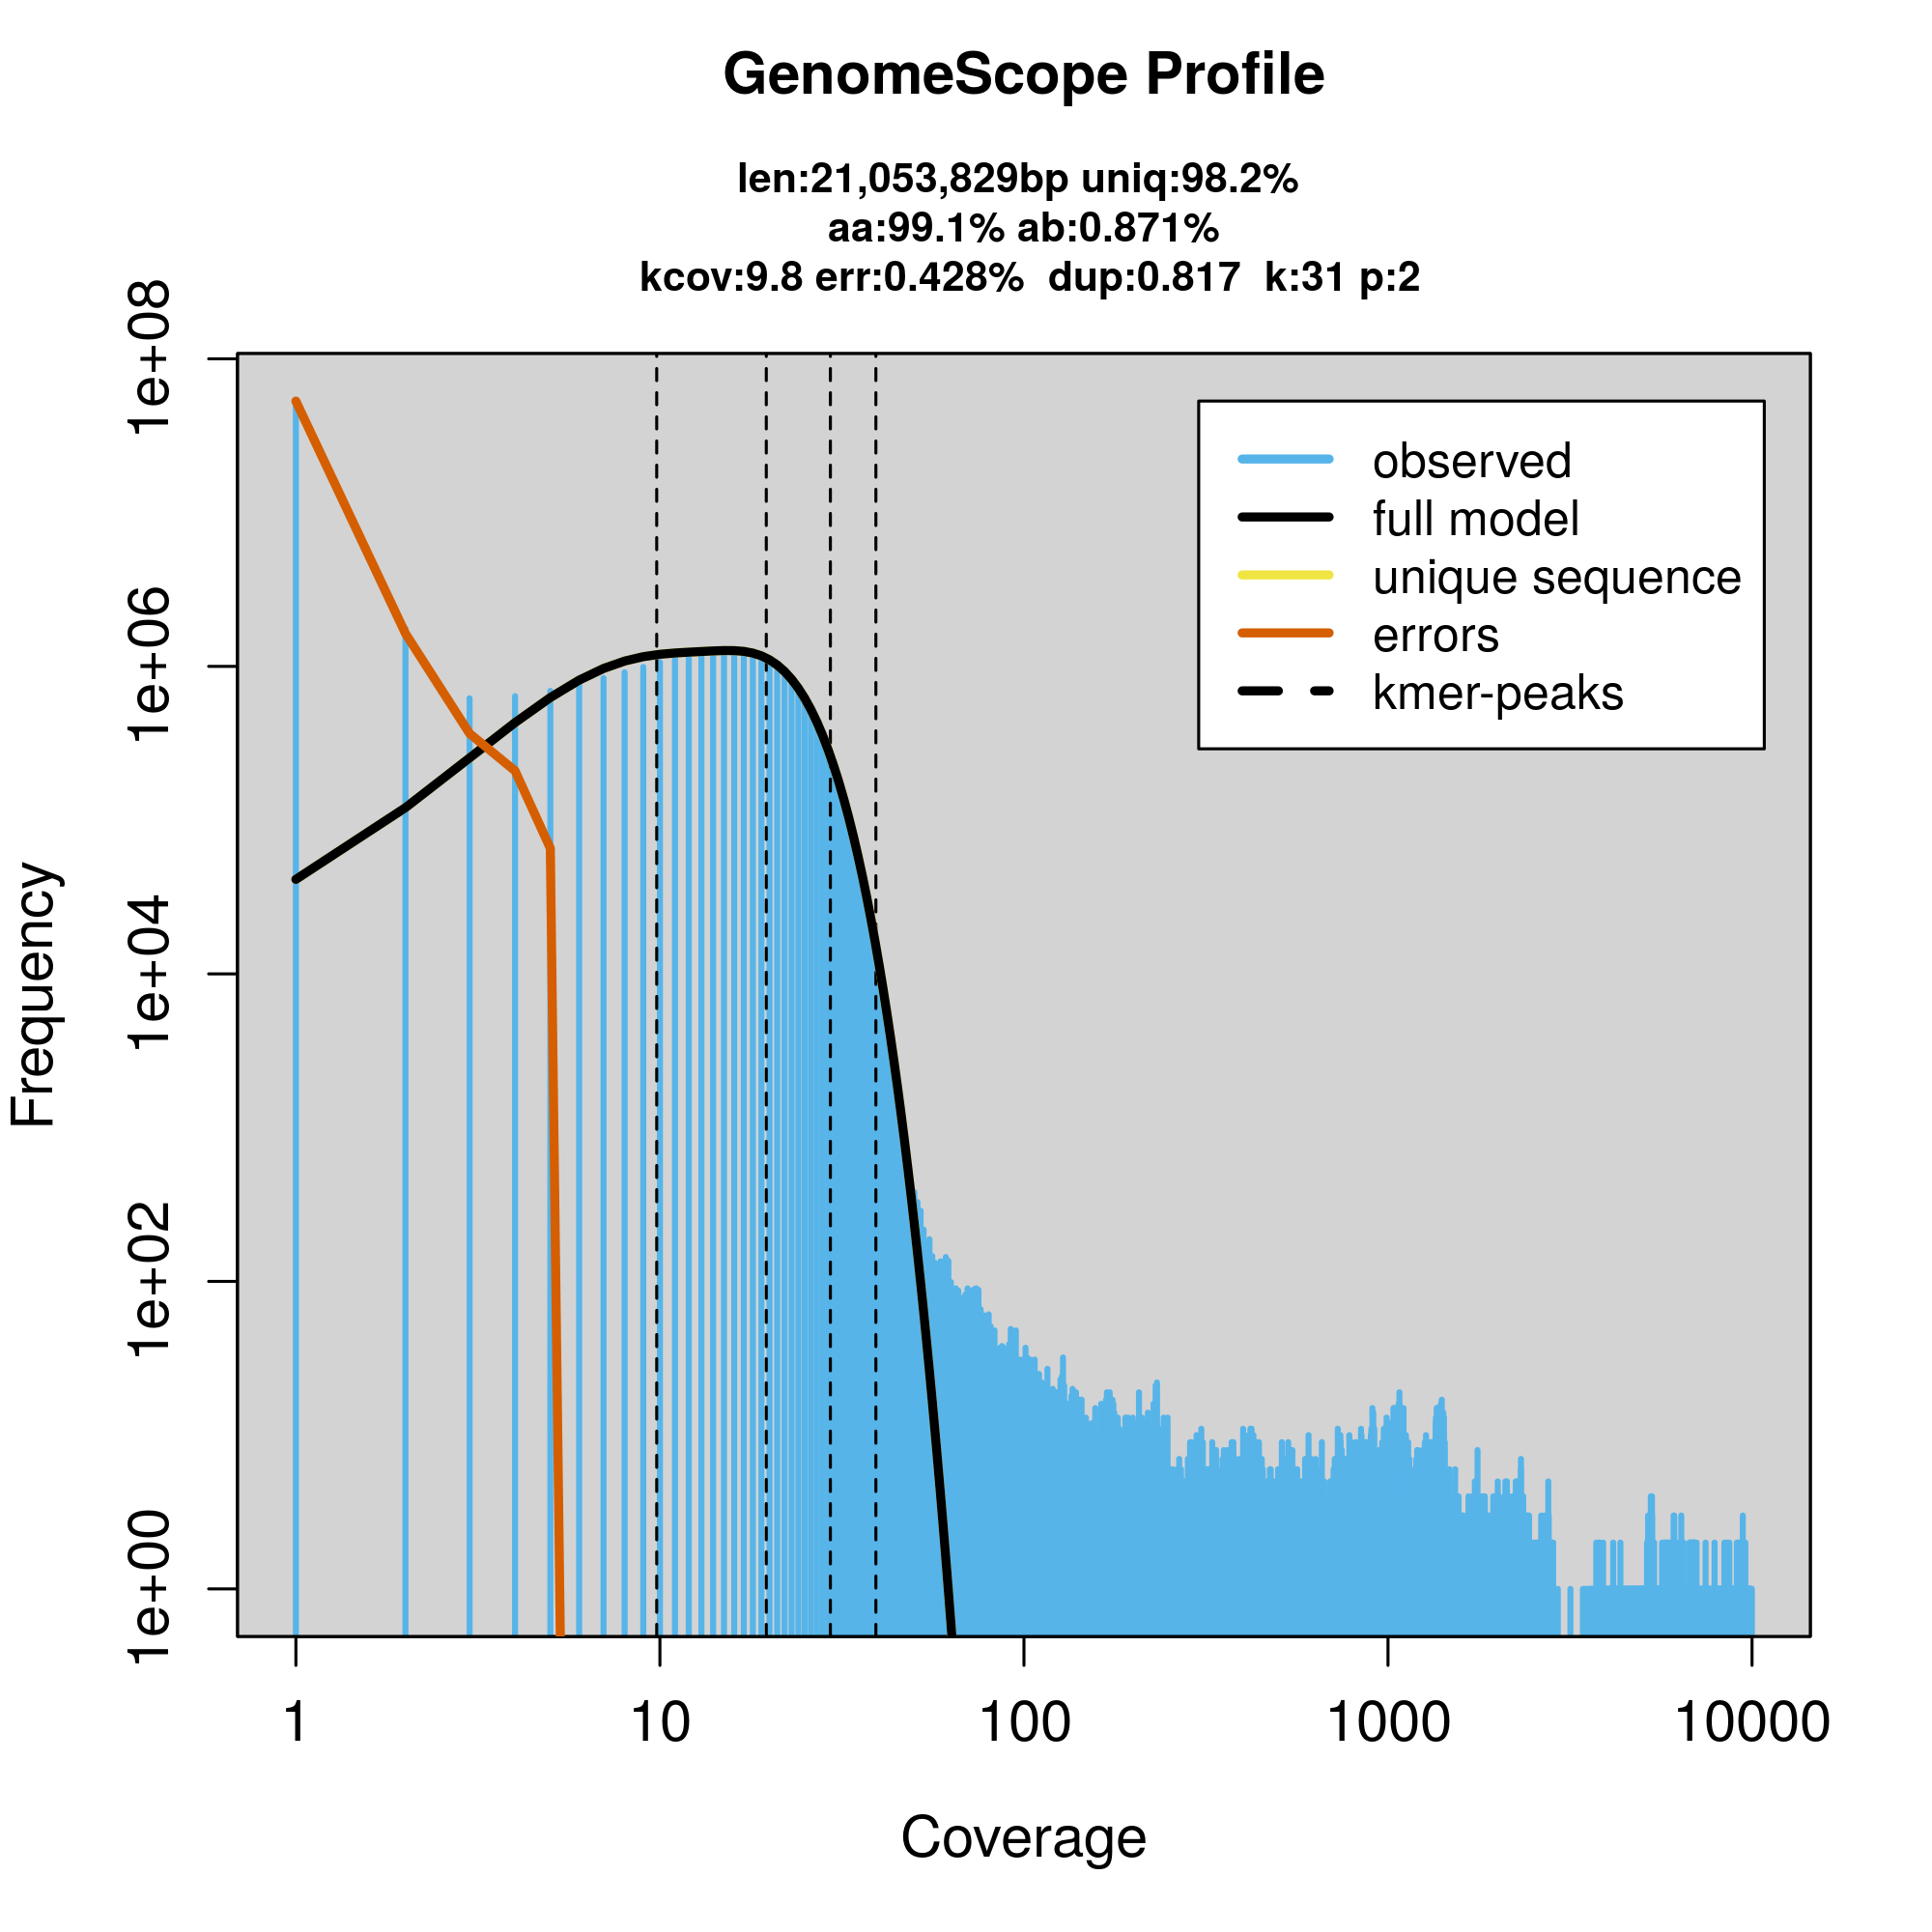 GenomeScope Profile
len:21,053,829bp uniq:98.2%
aa:99.1% ab:0.871%
kcov:9.8 err:0.428%  dup:0.817  k:31 p:2
1e+08
1e+06
1e+04
1e+02
1e+00
Frequency
observed
full model
unique sequence
errors
kmer-peaks
1 10 100 1000 10000
Coverage